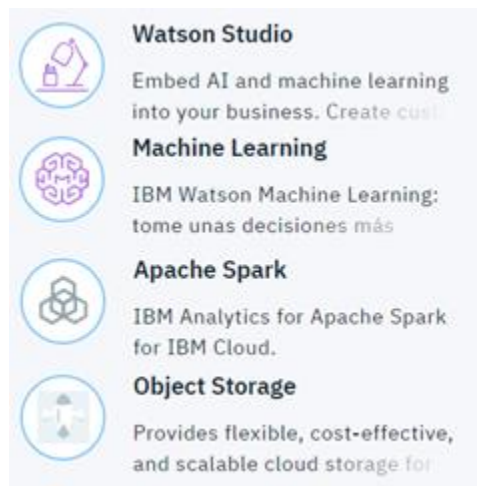 Watson Studio
Embed AI and machine learning
into your business. Create
Machine Learning
IBM Watson Machine Learning:
tome unas decisiones más
Apache Spark
IBM Analytics for Apache Spark
for IBM Cloud.
Object Storage
Provides flexible, cost-effective,
and scalable cloud storage for